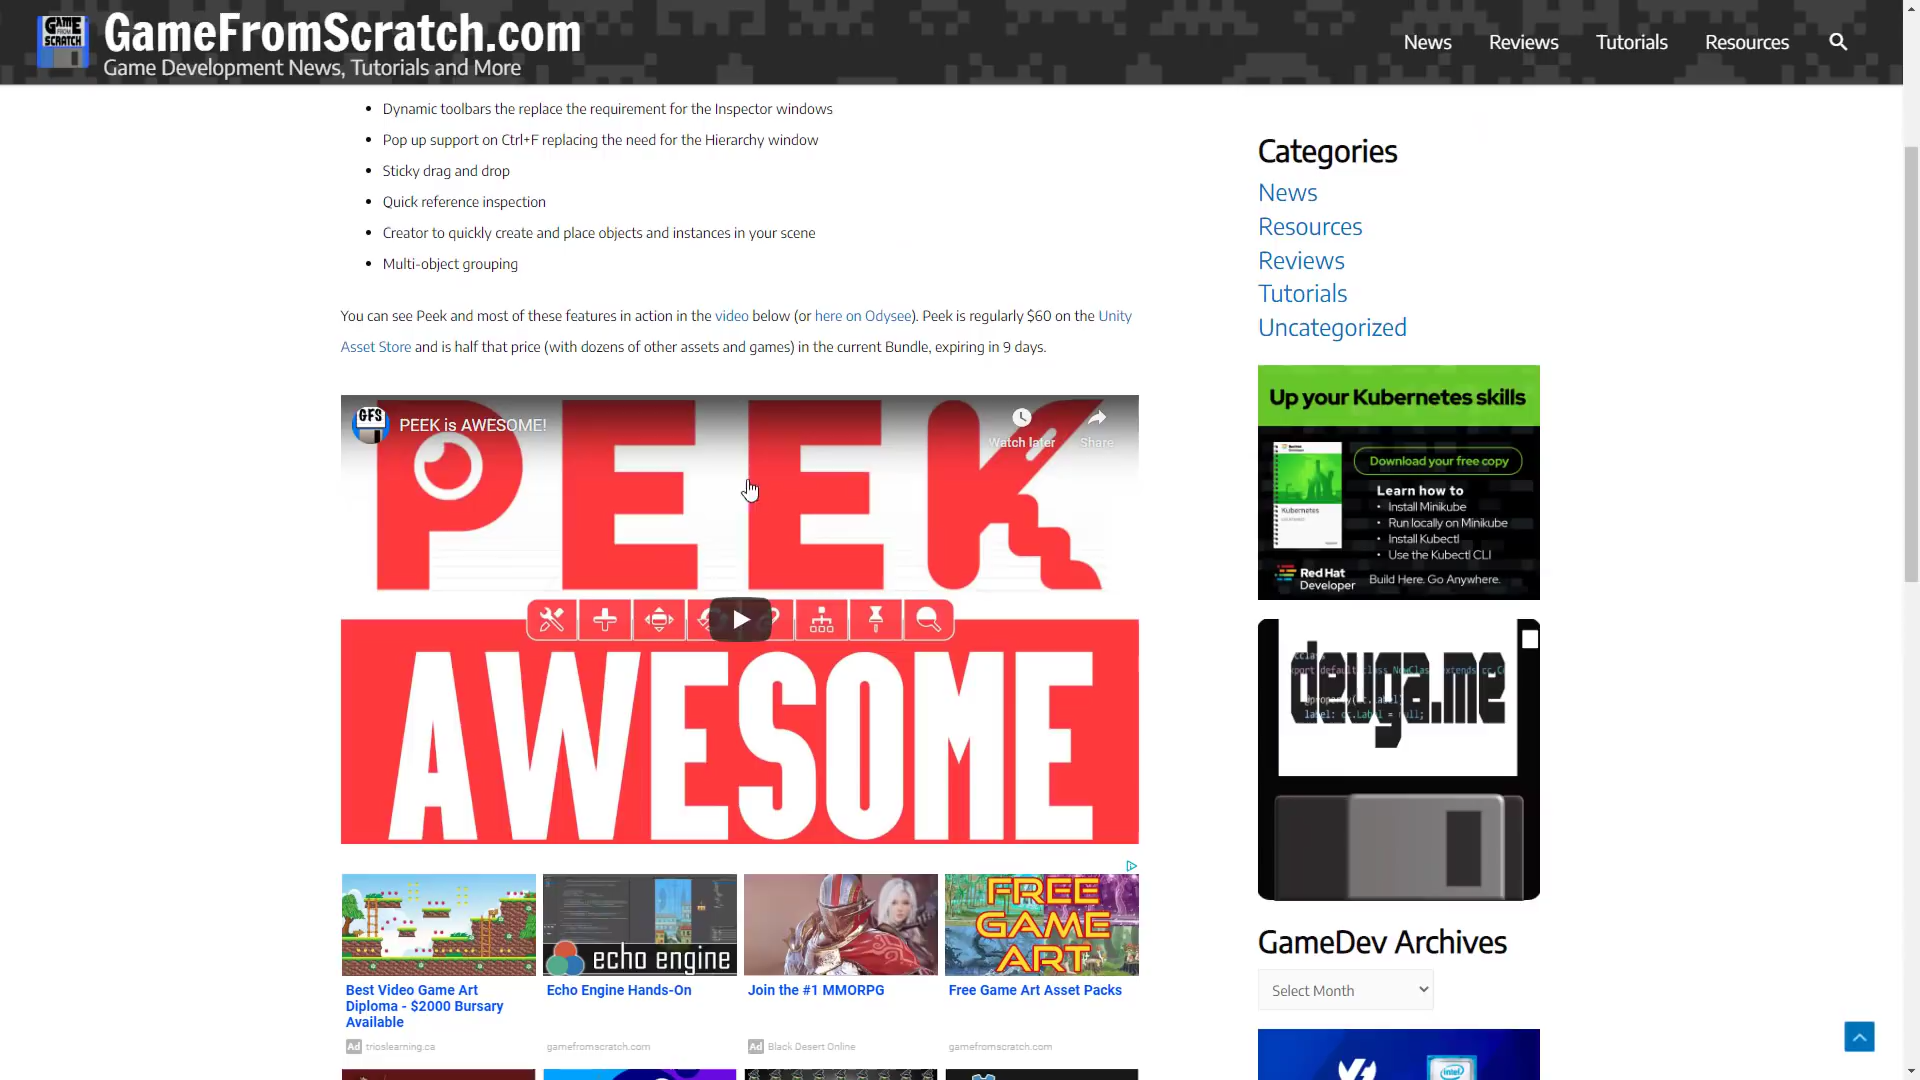 GAME
FROM
SCRATCH
GameFromScratch.com
Game Development News, Tutorials and More
News
Reviews
Tutorials
Resources
Dynamic toolbars the replace the requirement for the Inspector windows
Pop up support on Ctrl+F replacing the need for the Hierarchy window
Sticky drag and drop
Quick reference inspection
Creator to quickly create and place objects and instances in your scene
Multi-object grouping
You can see Peek and most of these features in action in the video below (or here on Odysee). Peek is regularly $60 on the Unity
Asset Store and is half that price (with dozens of other assets and games) in the current Bundle, expiring in 9 days.
GFS
PEEK is AWESOME!
Watch later
Share
PEEK
AWESOME
Best Video Game Art
Diploma - $2000 Bursary
Available
Ad trioslearning.ca
echo engine
Echo Engine Hands-On
gamefromscratch.com
Join the #1 MMORPG
Ad Black Desert Online
FREE
GAME
ART
Free Game Art Asset Packs
gamefromscratch.com
Categories
News
Resources
Reviews
Tutorials
Uncategorized
Up your Kubernetes skills
Download your free copy
Kubernetes
Learn how to
• Install Minikube
• Run locally on Minikube
• Install Kubectl
• Use the Kubectl CLI
Red Hat
Developer
Build Here. Go Anywhere.
devga.me
GameDev Archives
Select Month
intel